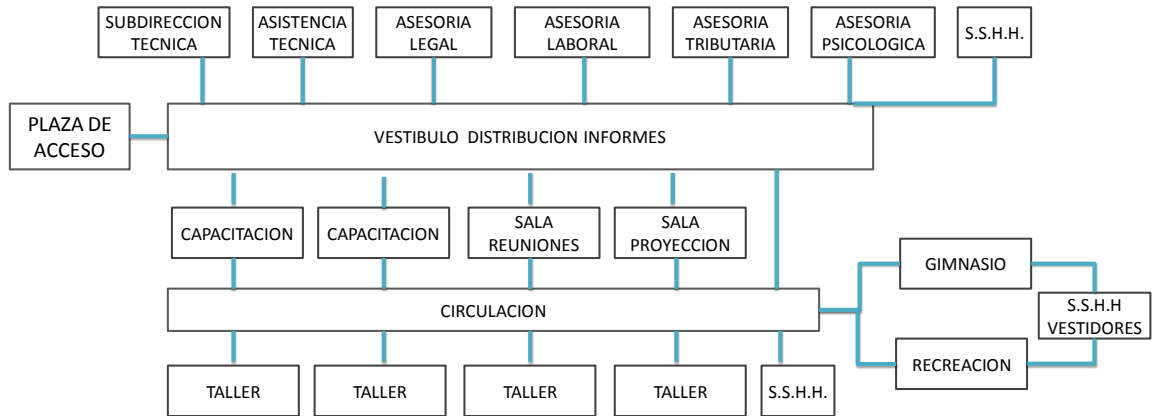 SUBDIRECCION
TECNICA
ASISTENCIA
TECNICA
ASESORIA
LEGAL
ASESORIA
LABORAL
ASESORIA
TRIBUTARIA
ASESORIA
PSICOLOGICA
S.S.H.H.
PLAZA DE
ACCESO
VESTIBULO DISTRIBUCION INFORMES
CAPACITACION
CAPACITACION
SALA
REUNIONES
SALA
PROYECCION
GIMNASIO
CIRCULACION
S.S.H.H
VESTIDORES
RECREACION
TALLER
TALLER
TALLER
TALLER
S.S.H.H.